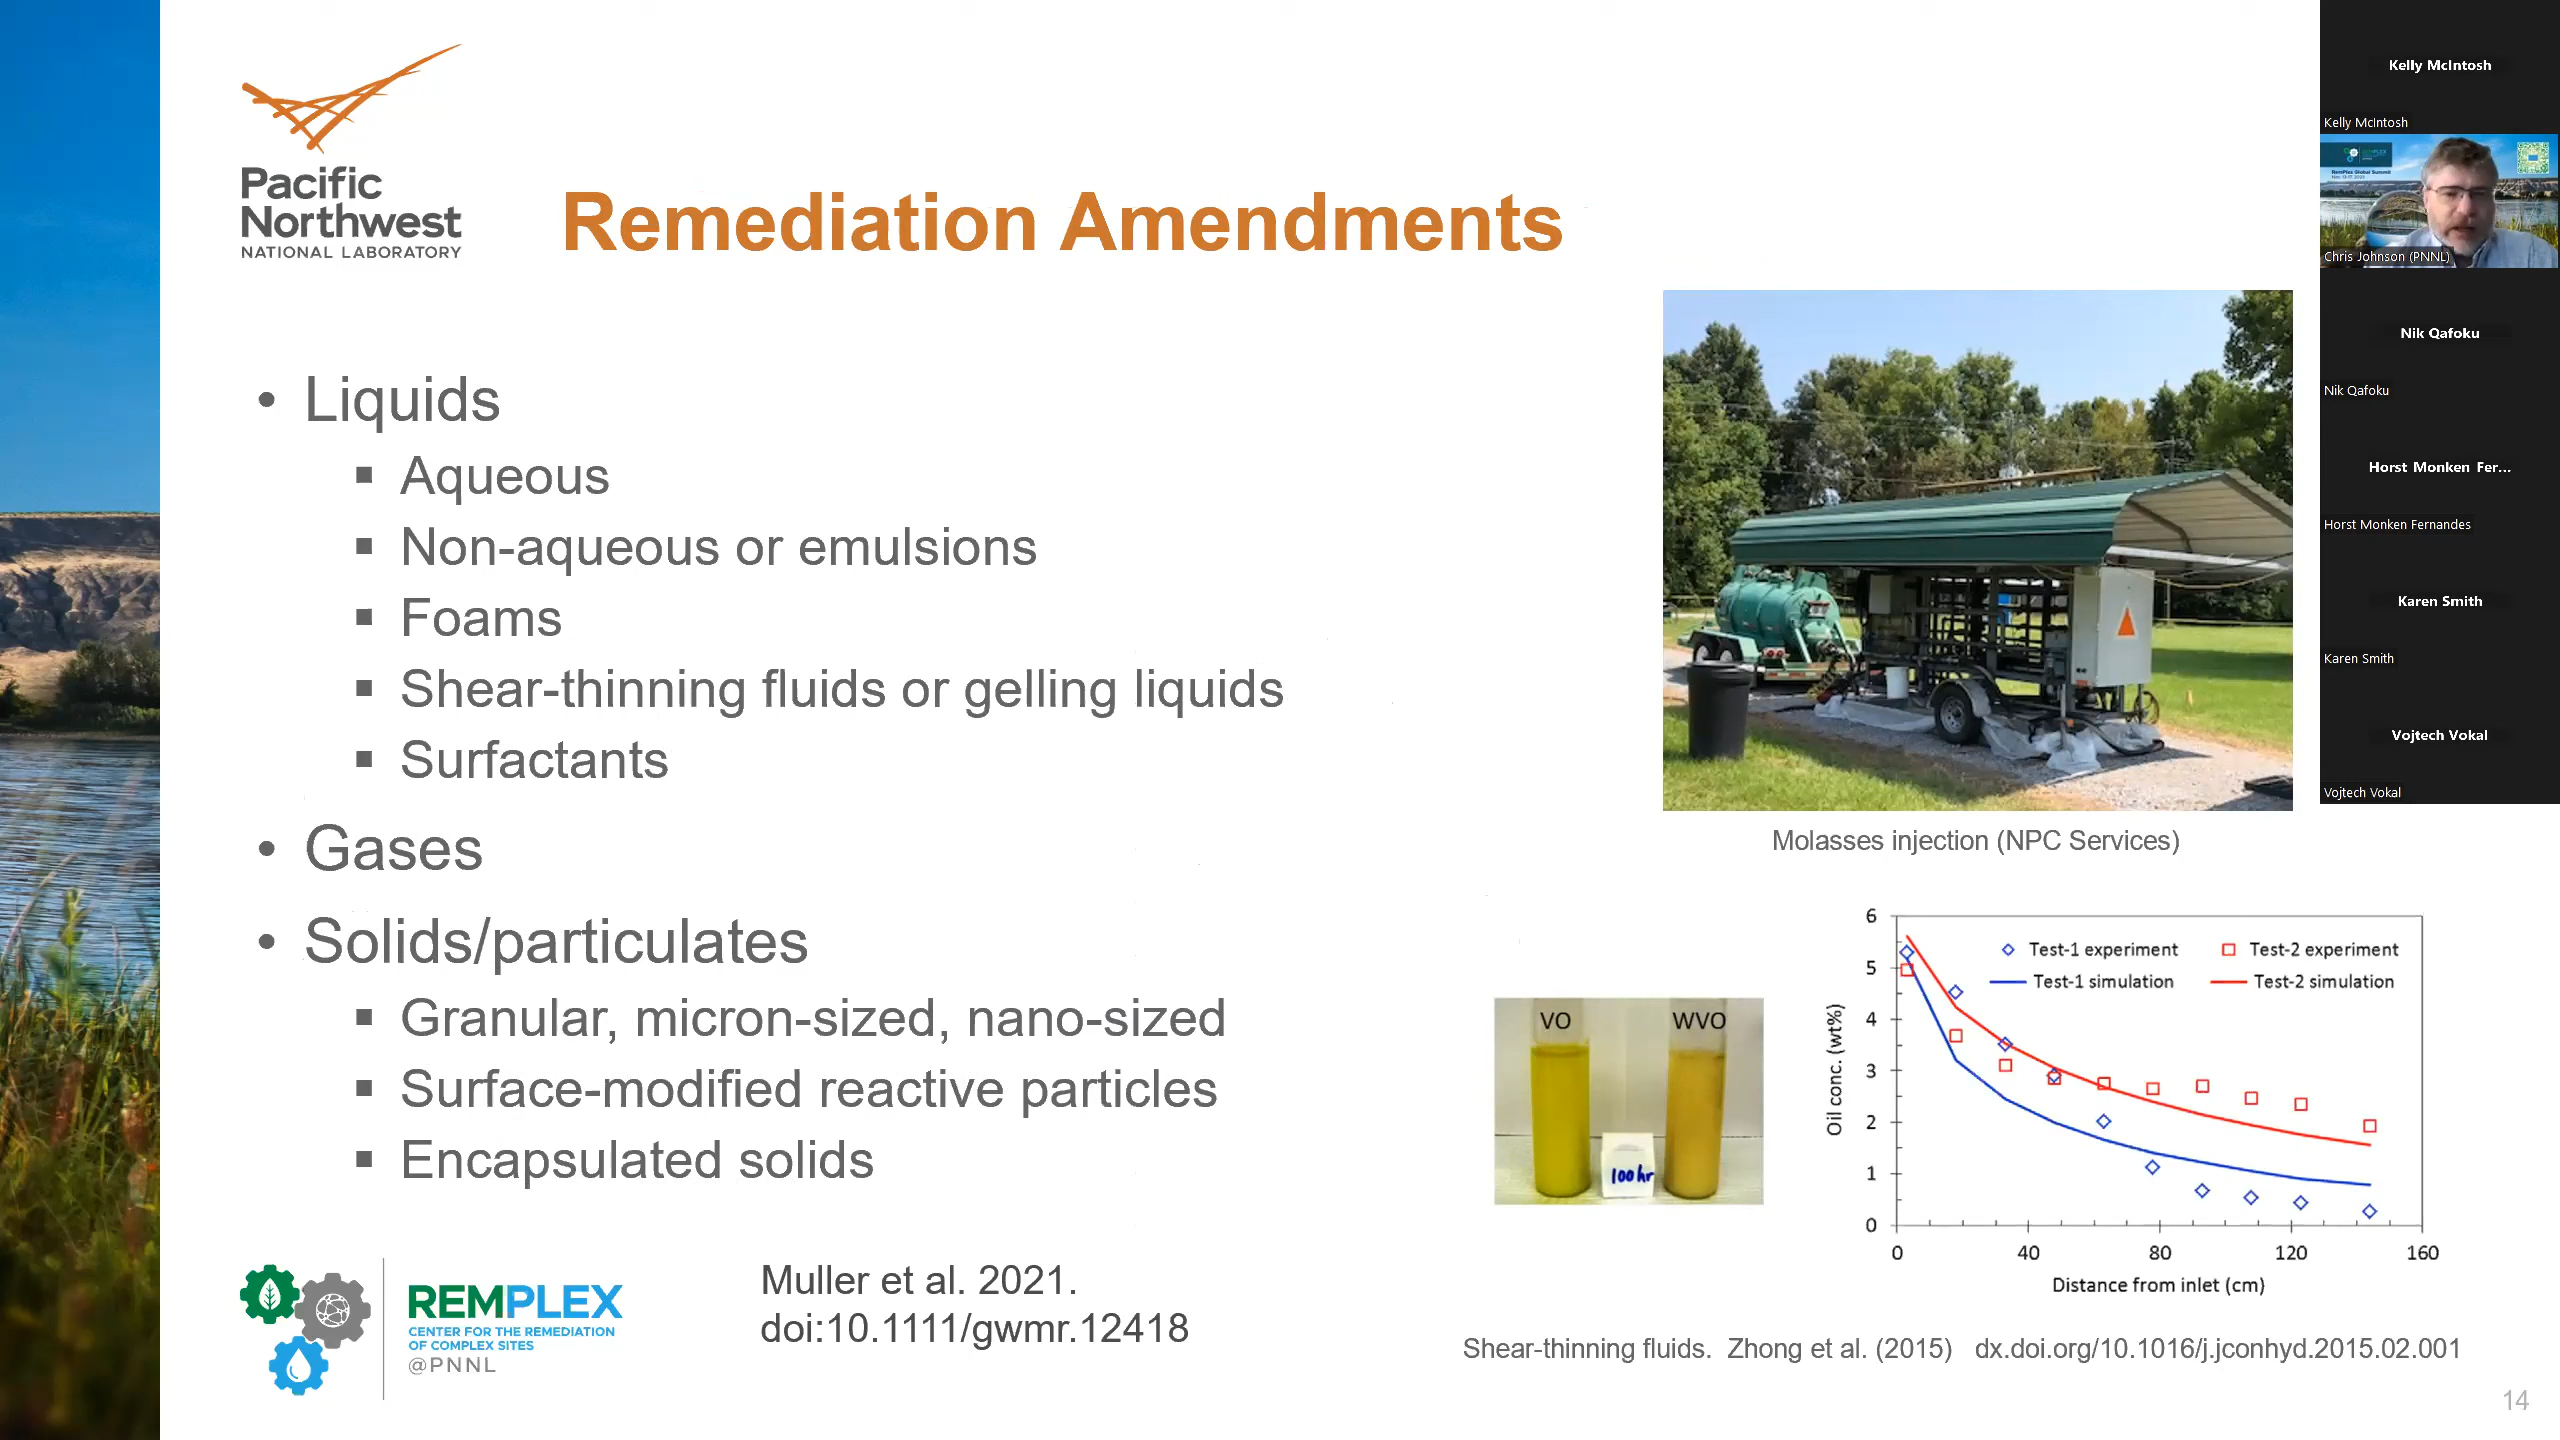 Pacific
Northwest
NATIONAL LABORATORY
Remediation Amendments
• Liquids
▪ Aqueous
▪ Non-aqueous or emulsions
▪ Foams
▪ Shear-thinning fluids or gelling liquids
▪ Surfactants
• Gases
• Solids/particulates
▪ Granular, micron-sized, nano-sized
▪ Surface-modified reactive particles
▪ Encapsulated solids
Molasses injection (NPC Services)
VO
WVO
100hr
6
5
4
3
2
1
0
Oil conc. (wt%)
Test-1 experiment
Test-2 experiment
Test-1 simulation
Test-2 simulation
0 40 80 120 160
Distance from inlet (cm)
Shear-thinning fluids. Zhong et al. (2015) dx.doi.org/10.1016/j.jconhyd.2015.02.001
REMPLEX
CENTER FOR THE REMEDIATION
OF COMPLEX SITES
@PNNL
Muller et al. 2021.
doi:10.1111/gwmr.12418
14
Kelly McIntosh
Kelly McIntosh
RemPlex Global Summit
Chris Johnson (PNNL)
Nik Qafoku
Nik Qafoku
Horst Monken Fer...
Horst Monken Fernandes
Karen Smith
Karen Smith
Vojtech Vokal
Vojtech Vokal